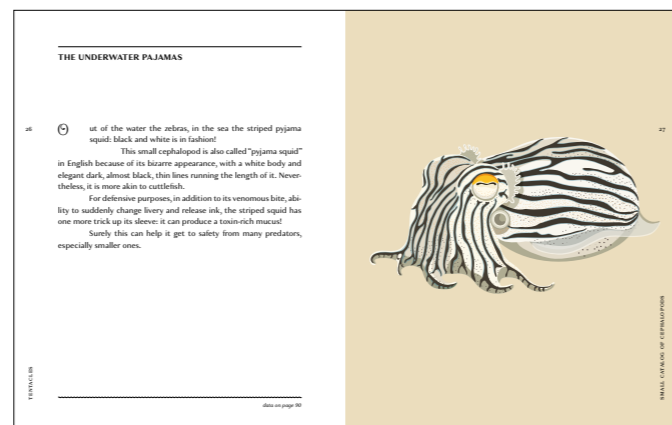 THE UNDERWATER PAJAMAS
26
Out of the water the zebras, in the sea the striped pyjama
squid: black and white is in fashion!
This small cephalopod is also called "pyjama squid"
in English because of its bizarre appearance, with a white body and
elegant dark, almost black, thin lines running the length of it. Never-
theless, it is more akin to cuttlefish.
For defensive purposes, in addition to its venomous bite, abi-
lity to suddenly change livery and release ink, the striped squid has
one more trick up its sleeve: it can produce a toxin-rich mucus!
Surely this can help it get to safety from many predators,
especially smaller ones.
TENTACLES
data on page 90
27
SMALL CATALOG OF CEPHALOPODS